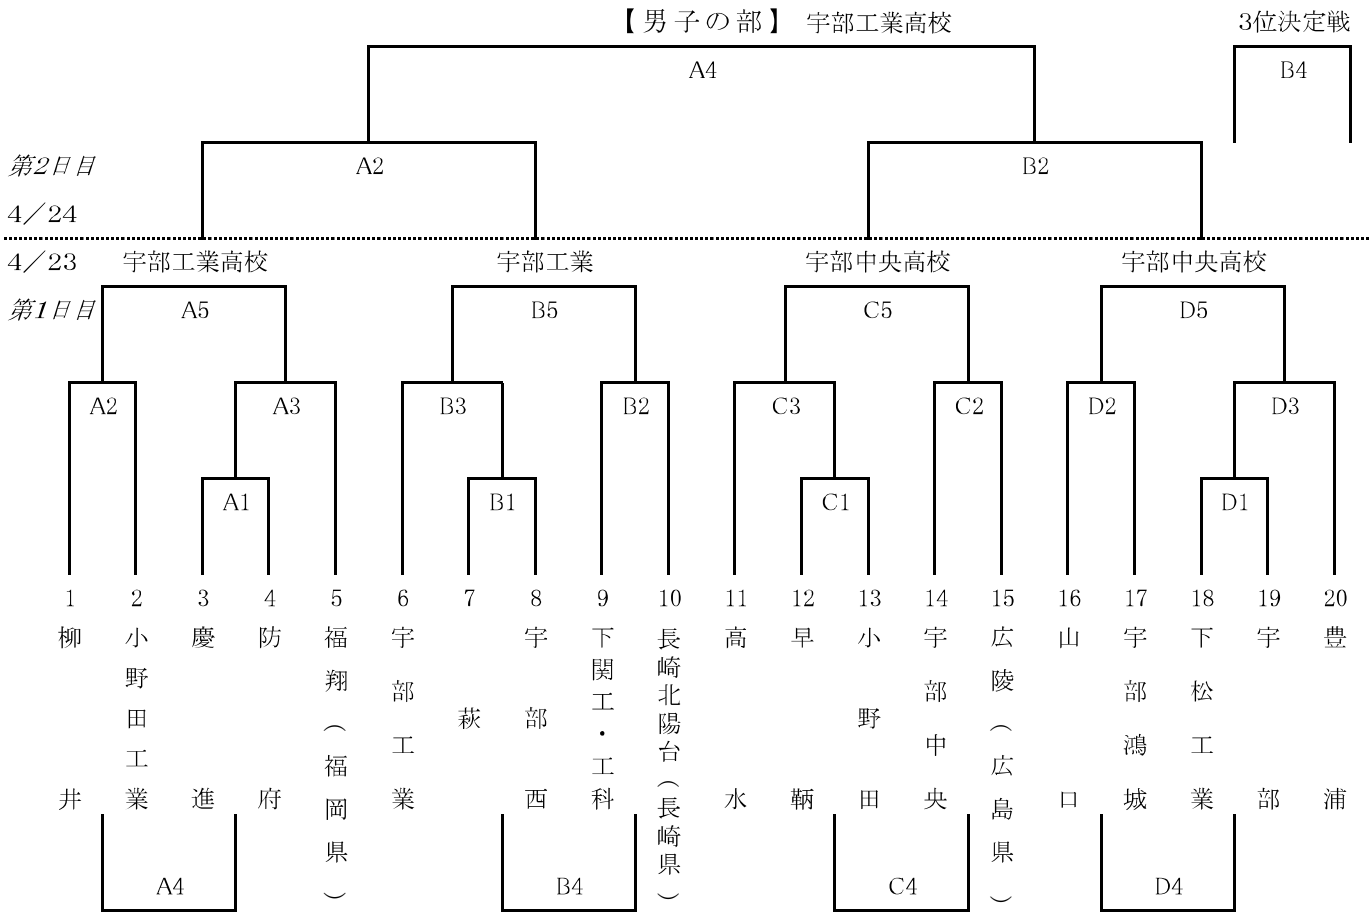 【男子の部】 宇部工業高校 3位決定戦
A4 B4
第2日目 A2 B2
4／24
4／23 宇部工業高校 宇部工業 宇部中央高校 宇部中央高校
第1日目 A5 B5 C5 D5
A2 A3 B3 B2 C3 C2 D2 D3
A1 B1 C1 D1
1 柳井
2 小野田工業
3 慶進
4 防府
5 福翔（福岡県）
6 宇部工業
7 萩
8 宇部西
9 下関工・工科
10 長崎北陽台（長崎県）
11 高水
12 早鞆
13 小野田
14 宇部中央
15 広陵（広島県）
16 山口
17 宇部鴻城
18 下松工業
19 宇部
20 豊浦
A4 B4 C4 D4